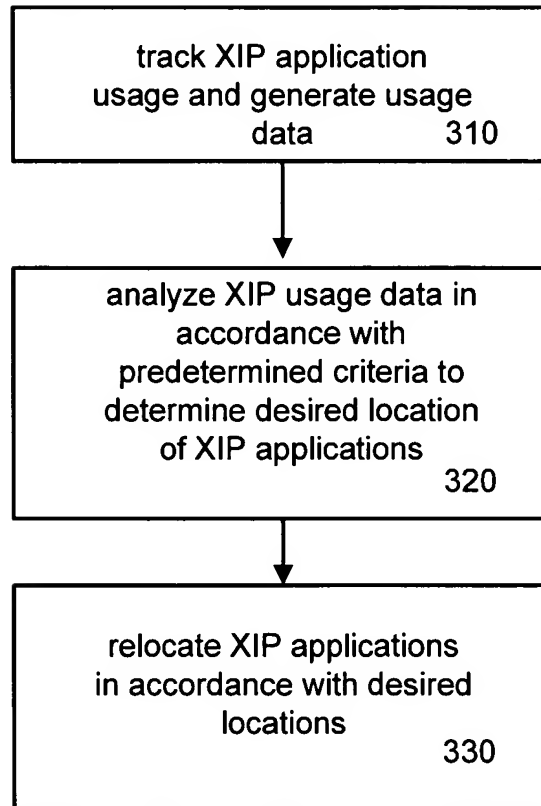 track XIP application
usage and generate usage
data 310
analyze XIP usage data in
accordance with
predetermined criteria to
determine desired location
of XIP applications
320
relocate XIP applications
in accordance with desired
locations
330